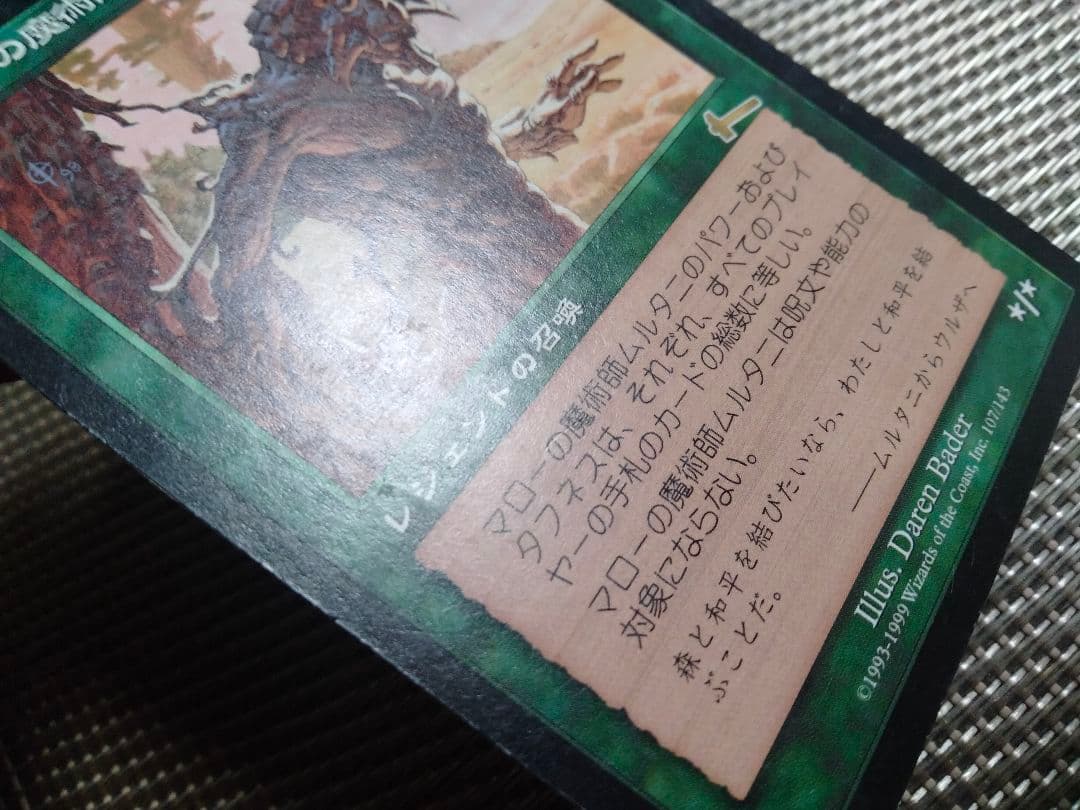 の魔術
レジェンドの召喚
マローの魔術師ムルタニのパワーおよび
タフネスは、それぞれ、すべてのプレイ
ヤーの手札のカードの総数に等しい。
マローの魔術師ムルタニは呪文や能力の
対象にならない。
森と和平を結びたいなら、わたしと和平を結
ぶことだ。
──ムルタニからウルザへ
*/*
Illus. Daren Bader
©1993-1999 Wizards of the Coast, Inc. 107/143
98